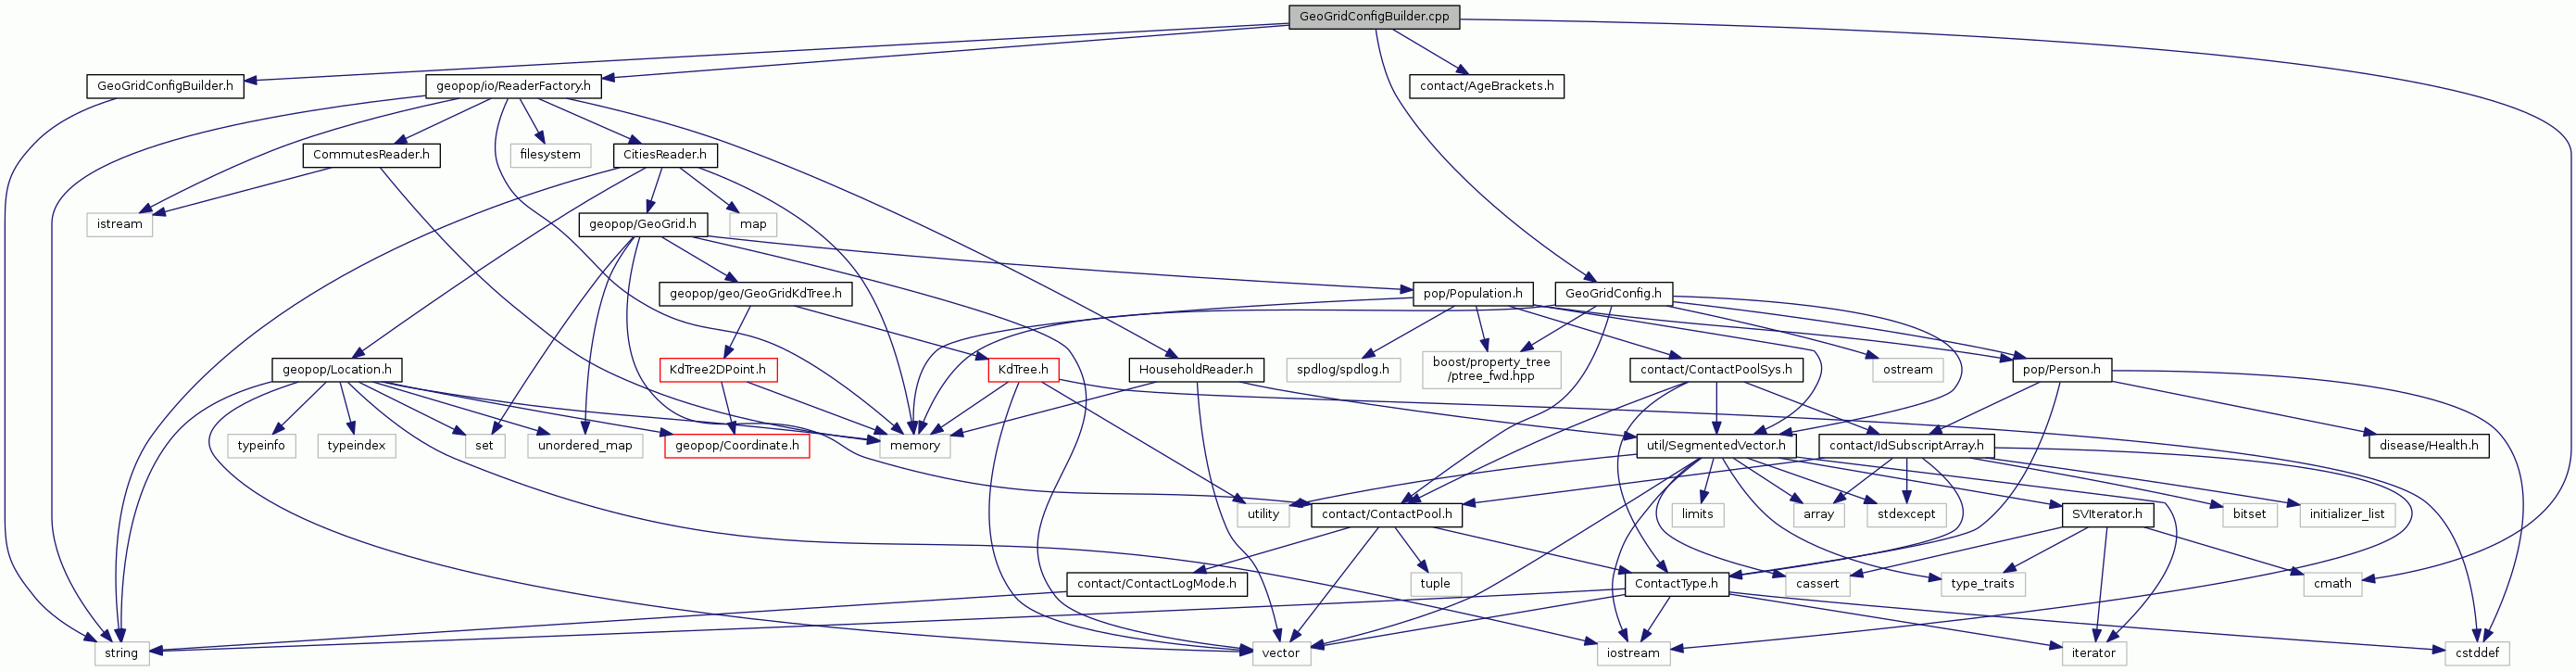 GeoGridConfigBuilder.cpp
GeoGridConfigBuilder.h
geopop/io/ReaderFactory.h
contact/AgeBrackets.h
CommutesReader.h
filesystem
CitiesReader.h
istream
geopop/GeoGrid.h
map
geopop/geo/GeoGridKdTree.h
pop/Population.h
GeoGridConfig.h
geopop/Location.h
KdTree2DPoint.h
KdTree.h
HouseholdReader.h
spdlog/spdlog.h
boost/property_tree
/ptree_fwd.hpp
contact/ContactPoolSys.h
ostream
pop/Person.h
typeinfo
typeindex
set
unordered_map
geopop/Coordinate.h
memory
util/SegmentedVector.h
contact/IdSubscriptArray.h
disease/Health.h
utility
contact/ContactPool.h
limits
array
stdexcept
SVIterator.h
bitset
initializer_list
contact/ContactLogMode.h
tuple
ContactType.h
cassert
type_traits
cmath
string
vector
iostream
iterator
cstddef